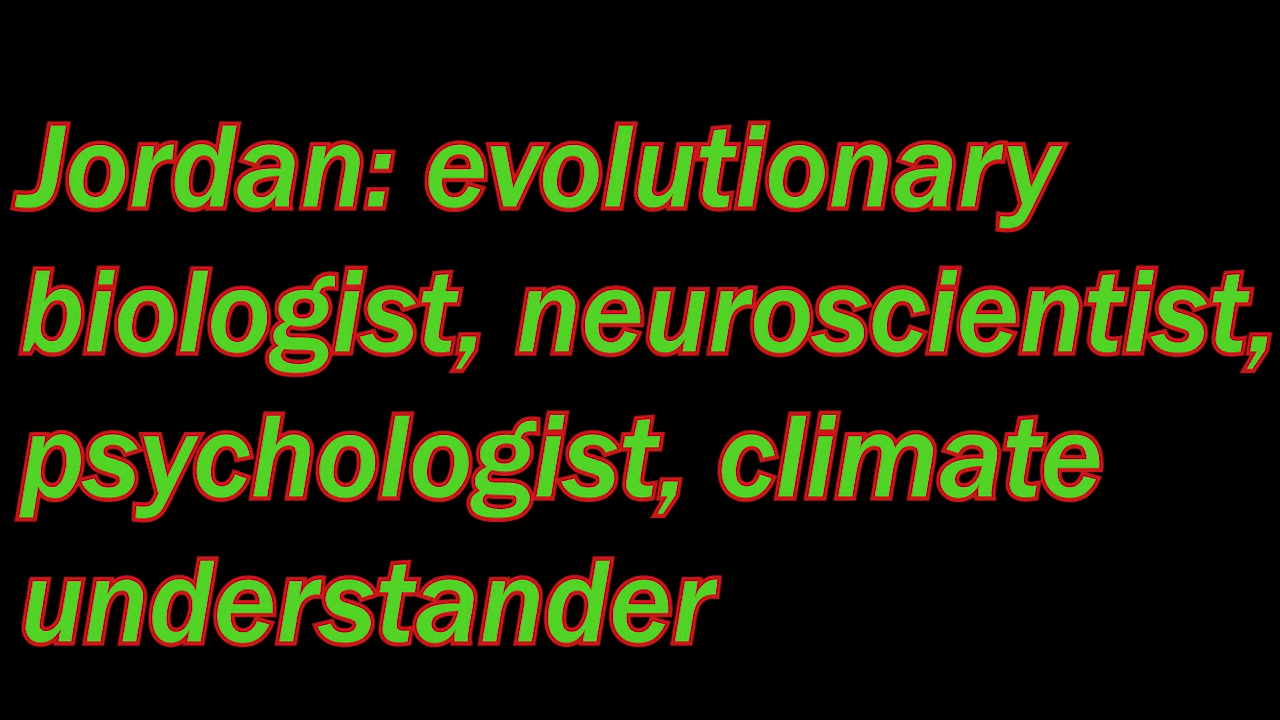 Jordan: evolutionary
biologist, neuroscientist,
psychologist, climate
understander